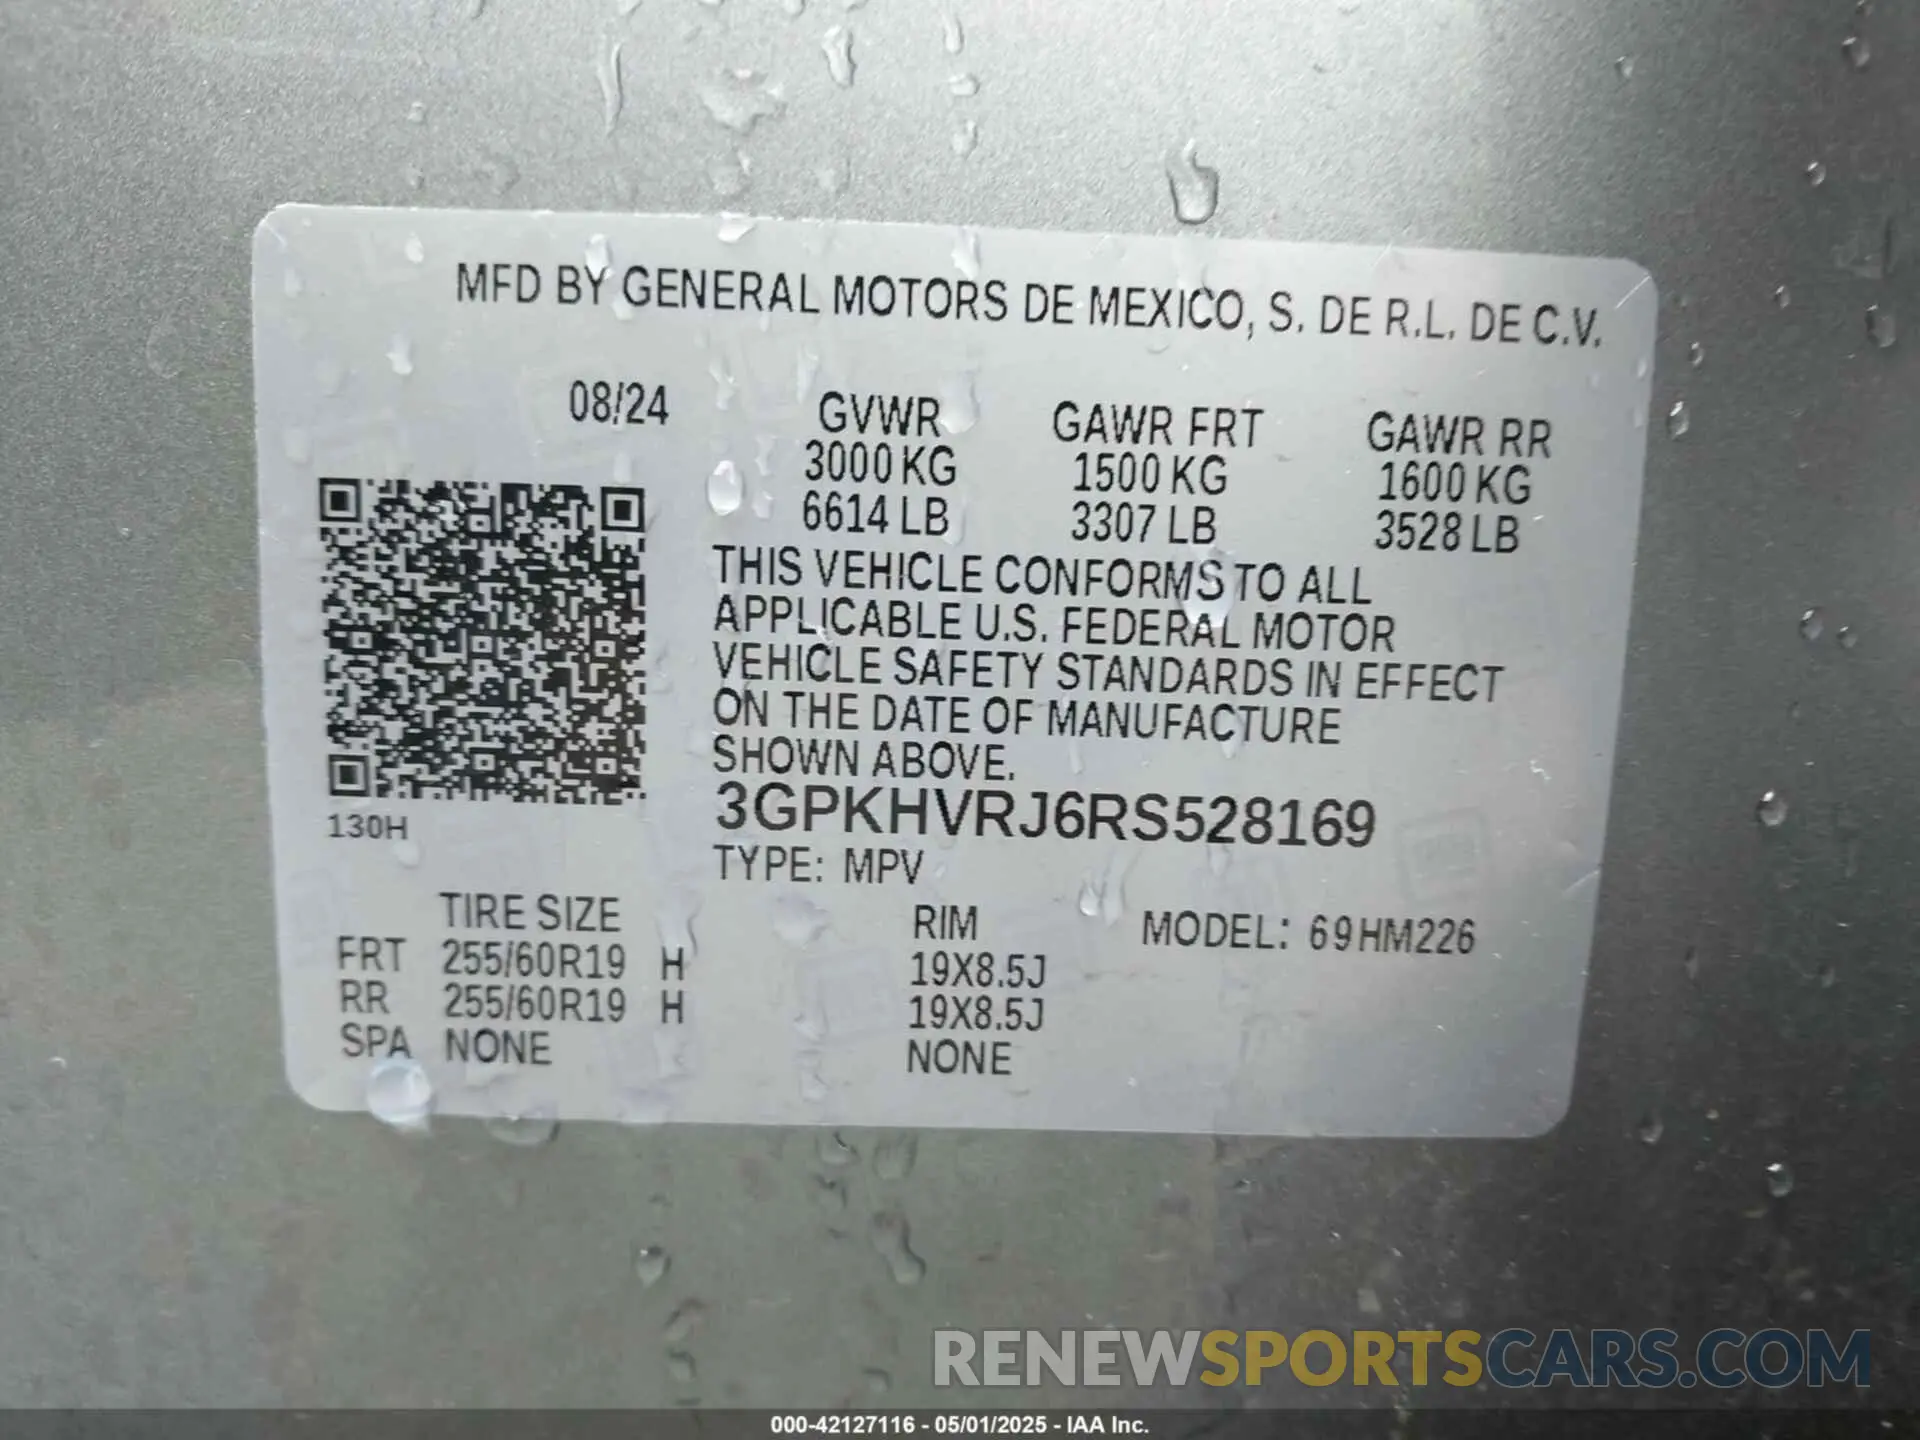 MFD BY GENERAL MOTORS DE MEXICO, S. DE R.L. DE C.V.
08/24
GVWR GAWR FRT GAWR RR
3000 KG 1500 KG 1600 KG
6614 LB 3307 LB 3528 LB
THIS VEHICLE CONFORMS TO ALL
APPLICABLE U.S. FEDERAL MOTOR
VEHICLE SAFETY STANDARDS IN EFFECT
ON THE DATE OF MANUFACTURE
SHOWN ABOVE.
3GPKHVRJ6RS528169
130H
TYPE: MPV
TIRE SIZE RIM MODEL: 69HM226
FRT 255/60R19 H 19X8.5J
RR 255/60R19 H 19X8.5J
SPA NONE NONE
RENEWSPORTSCARS.COM
000-42127116 - 05/01/2025 - IAA Inc.